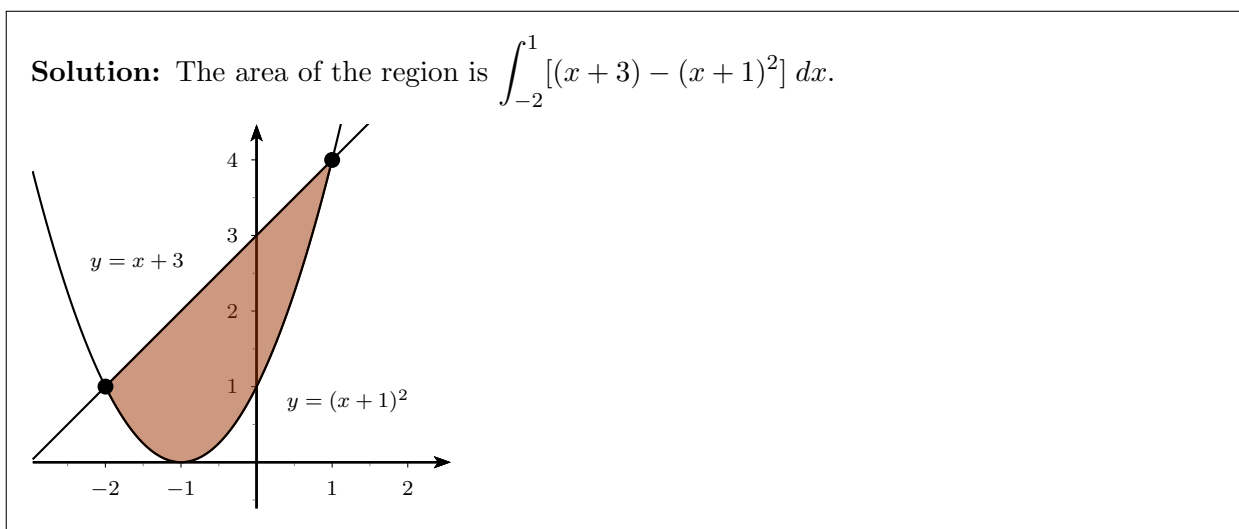 Solution: The area of the region is ∫_{-2}^{1} [(x + 3) − (x + 1)²] dx.
4
3
y = x + 3
2
1
y = (x + 1)²
−2 −1 1 2